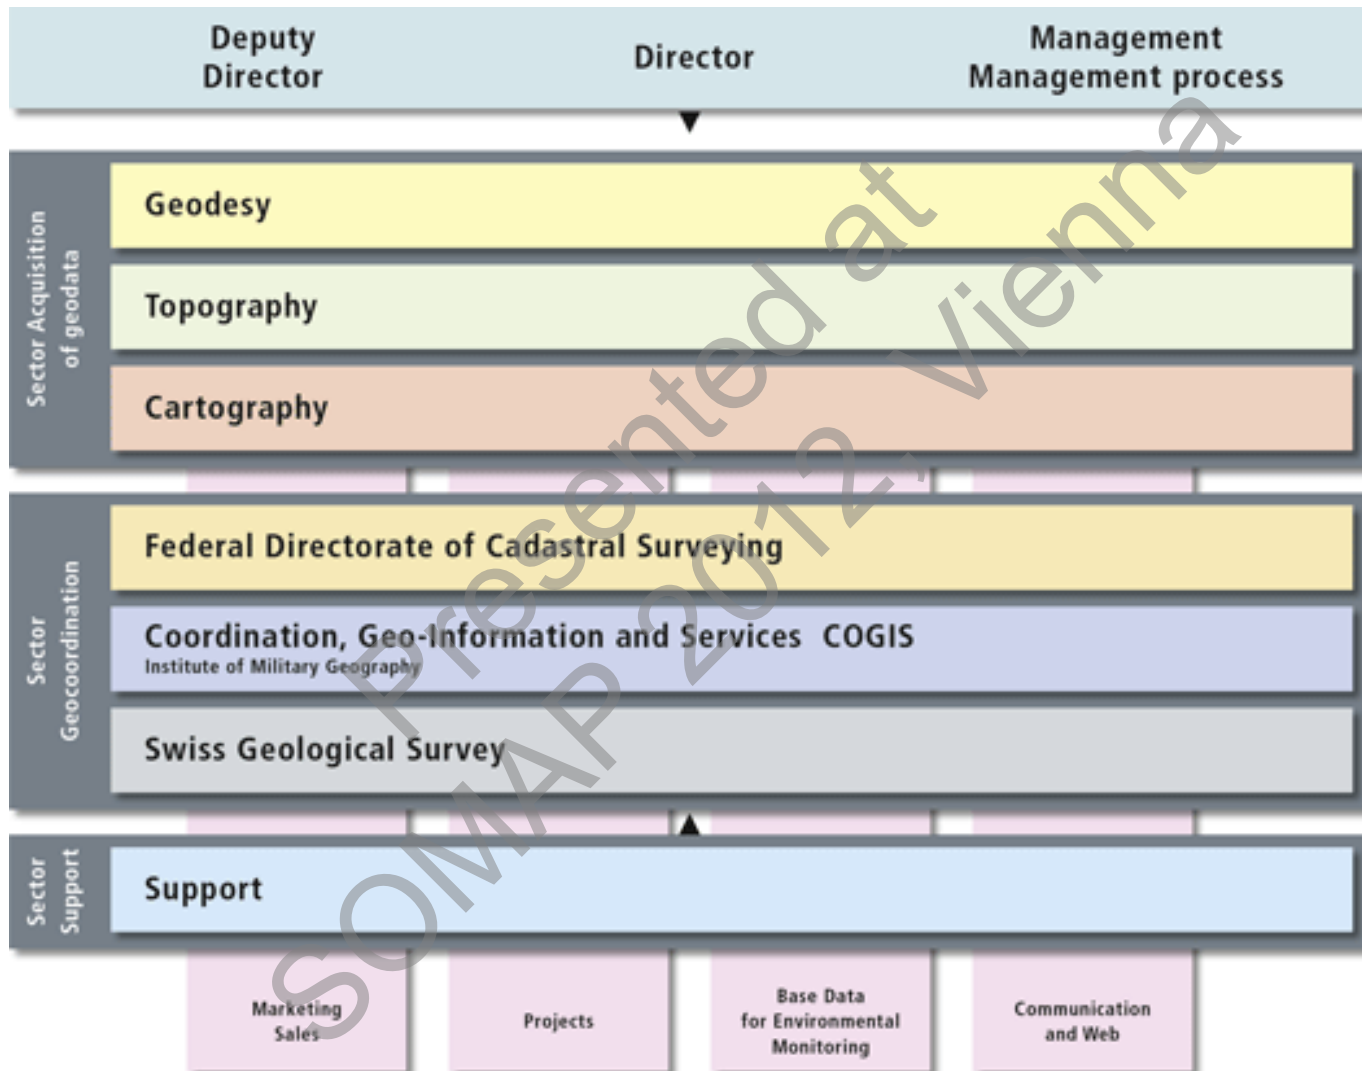 Deputy
Director
Director
Management
Management process
Sector Acquisition
of geodata
Geodesy
Topography
Cartography
Sector
Geocoordination
Federal Directorate of Cadastral Surveying
Coordination, Geo-Information and Services COGIS
Institute of Military Geography
Swiss Geological Survey
Sector
Support
Support
Marketing
Sales
Projects
Base Data
for Environmental
Monitoring
Communication
and Web
Presented at
SOMAP 2012, Vienna